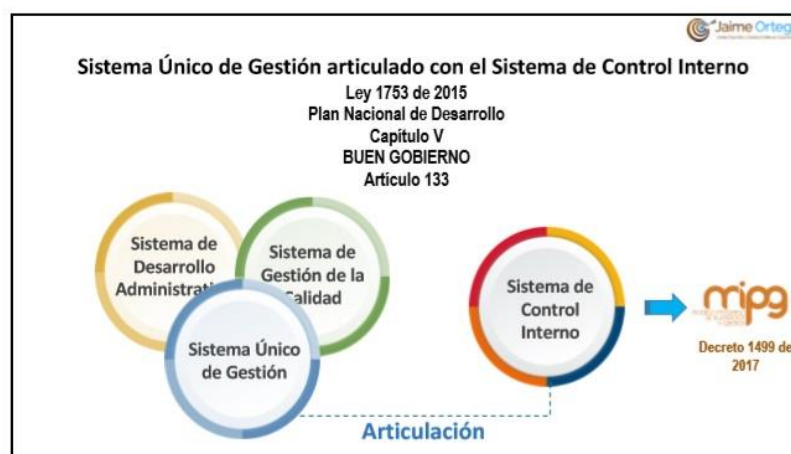 Jaime Orteg
Sistema Único de Gestión articulado con el Sistema de Control Interno
Ley 1753 de 2015
Plan Nacional de Desarrollo
Capítulo V
BUEN GOBIERNO
Artículo 133
Sistema de
Desarrollo
Administrati
Sistema de
Gestión de la
Calidad
Sistema Único
de Gestión
Sistema de
Control
Interno
mipg
Decreto 1499 de
2017
Articulación